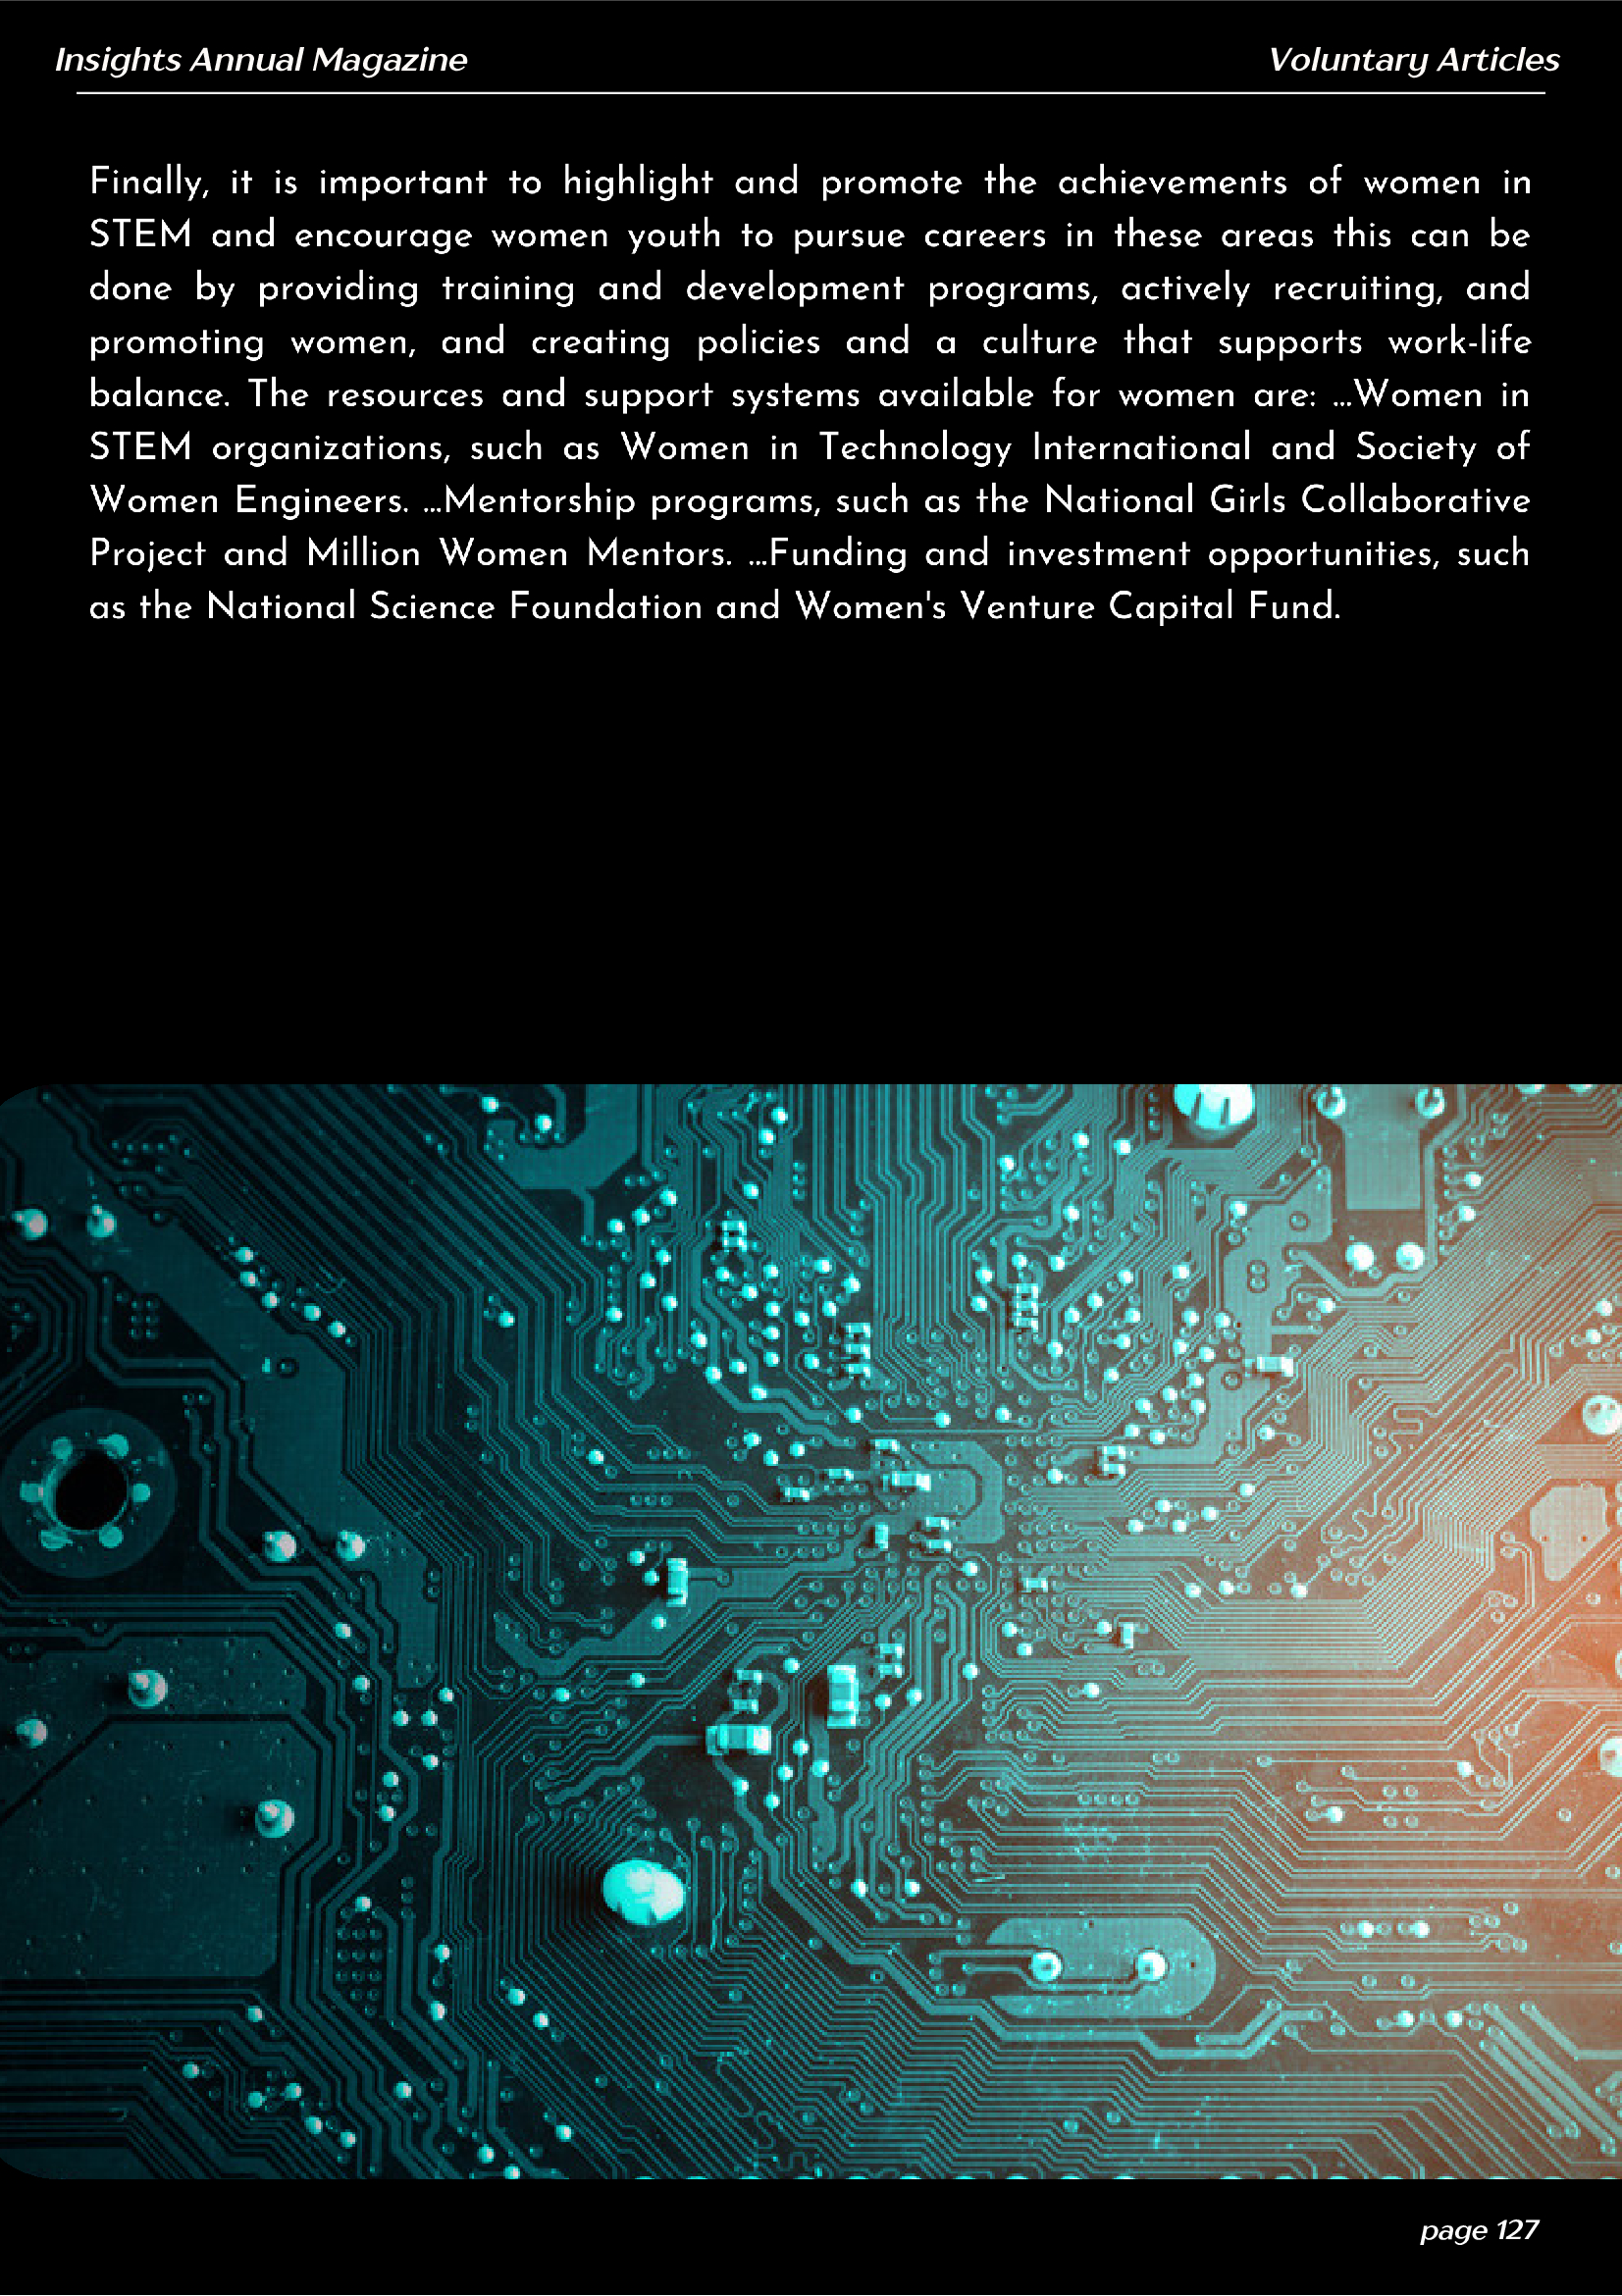 Insights Annual Magazine
Voluntary Articles
Finally, it is important to highlight and promote the achievements of women in
STEM and encourage women youth to pursue careers in these areas this can be
done by providing training and development programs, actively recruiting, and
promoting women, and creating policies and a culture that supports work-life
balance. The resources and support systems available for women are: ...Women in
STEM organizations, such as Women in Technology International and Society of
Women Engineers. ...Mentorship programs, such as the National Girls Collaborative
Project and Million Women Mentors. ...Funding and investment opportunities, such
as the National Science Foundation and Women's Venture Capital Fund.
page 127